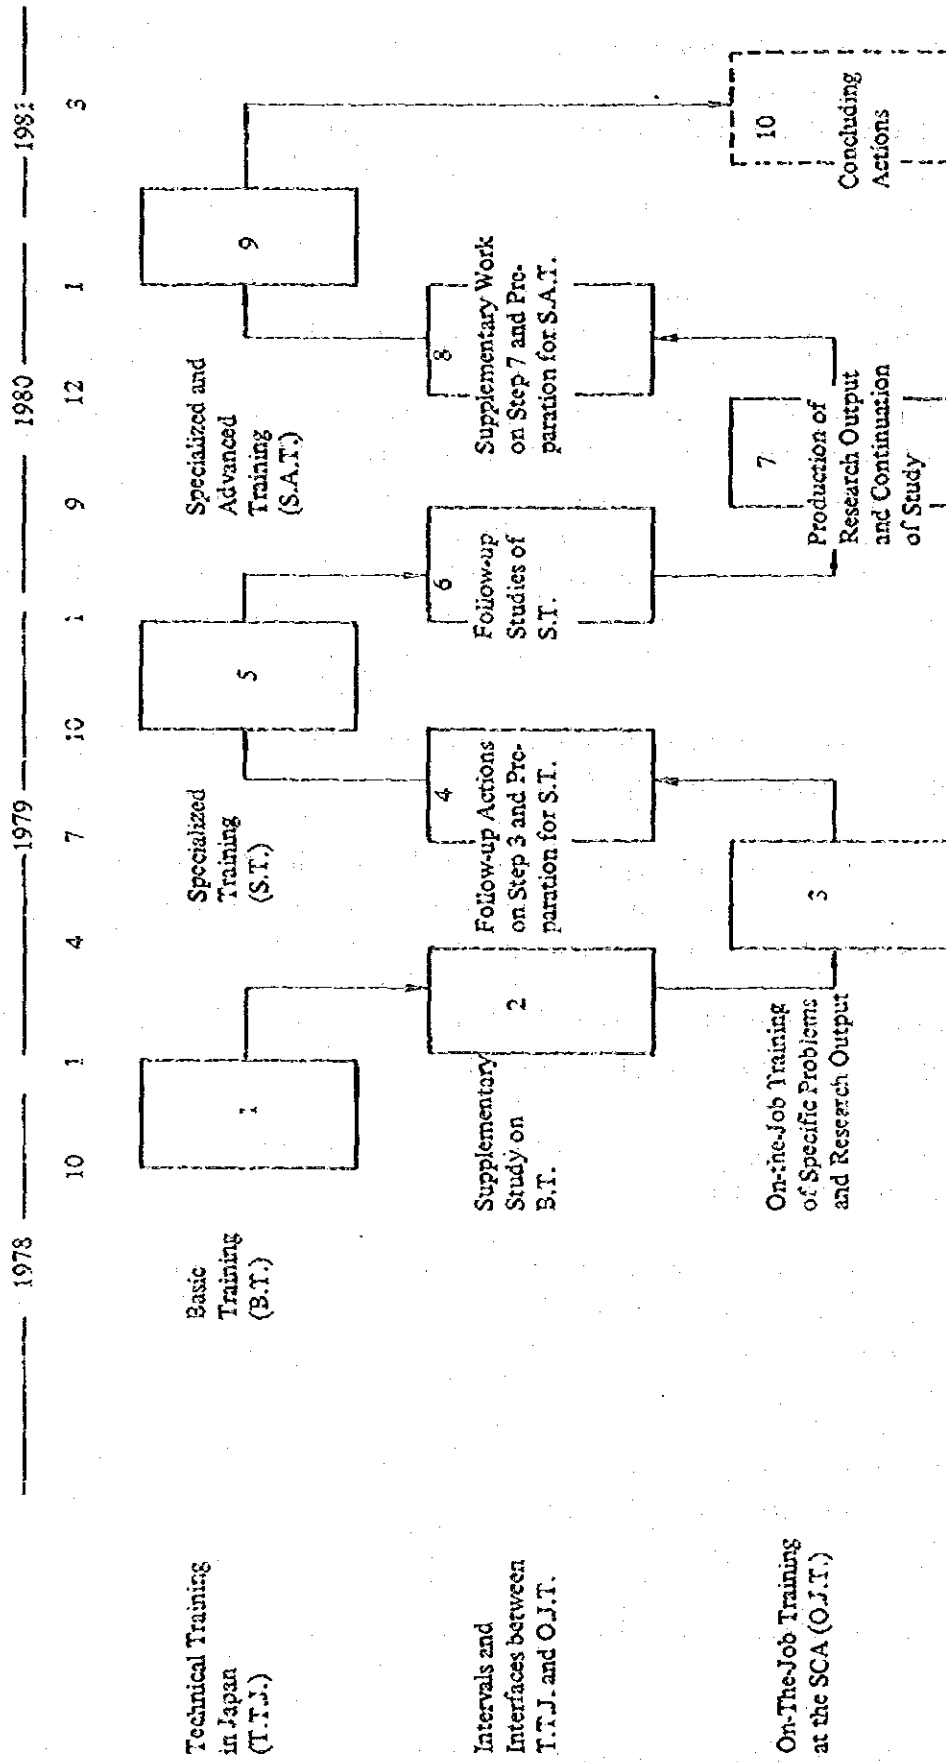 1978
1979
1980
1981
10
1
4
7
10
1
9
12
1
3
Technical Training
in Japan
(T.T.J.)
Basic
Training
(B.T.)
1
Specialized
Training
(S.T.)
5
Specialized and
Advanced
Training
(S.A.T.)
9
Intervals and
Interfaces between
T.T.J. and O.J.T.
Supplementary
Study on
B.T.
2
4
Follow-up Actions
on Step 3 and Pre-
paration for S.T.
6
Follow-up
Studies of
S.T.
8
Supplementary Work
on Step 7 and Pre-
paration for S.A.T.
On-The-Job Training
at the SCA (O.J.T.)
On-the-Job Training
of Specific Problems
and Research Output
3
7
Production of
Research Output
and Continuation
of Study
10
Concluding
Actions